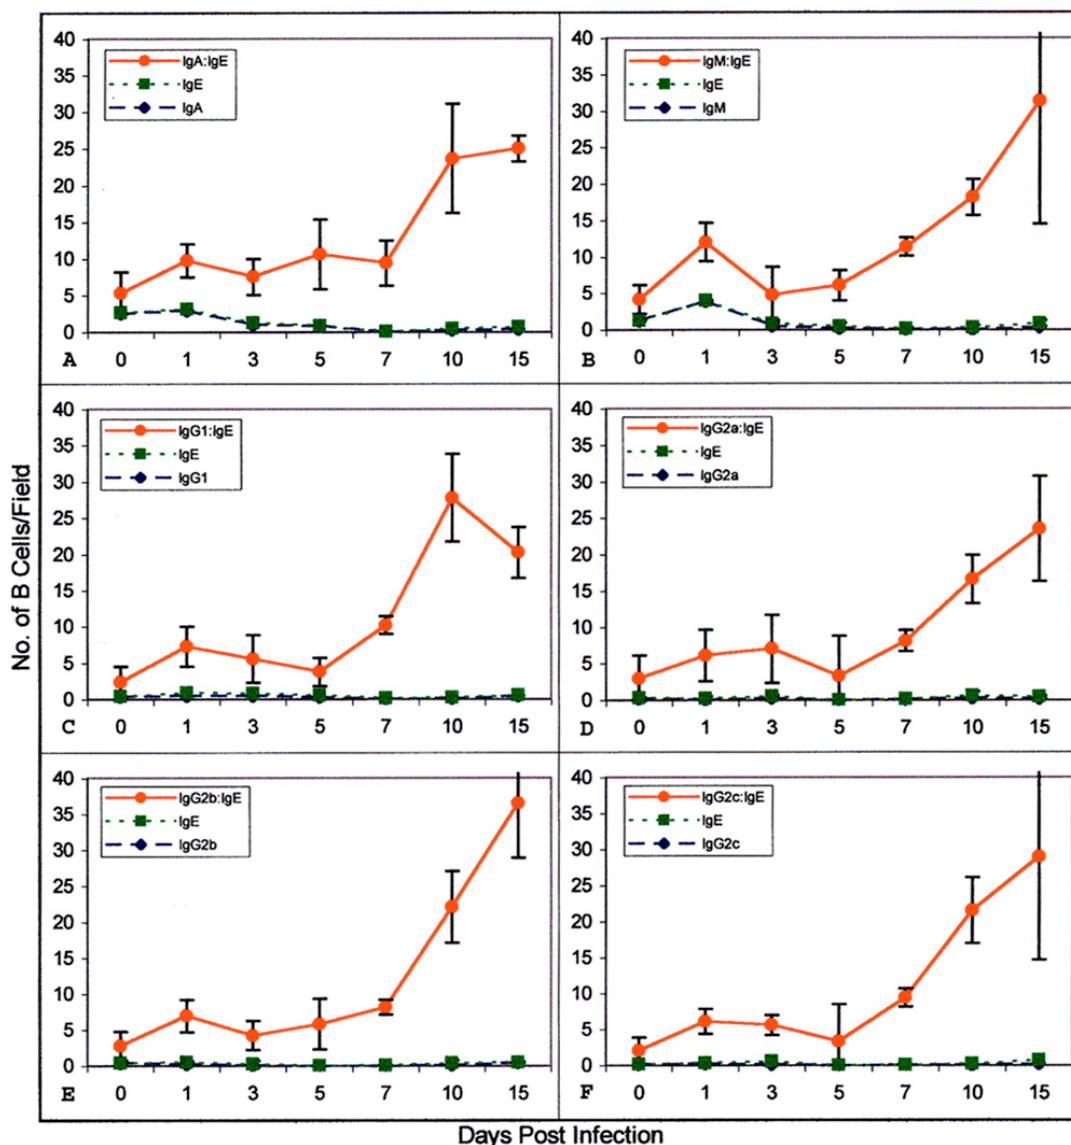 No. of B Cells/Field
40
35
30
25
20
15
10
5
0
IgA:IgE
IgE
IgA
A 0 1 3 5 7 10 15
40
35
30
25
20
15
10
5
0
IgM:IgE
IgE
IgM
B 0 1 3 5 7 10 15
40
35
30
25
20
15
10
5
0
IgG1:IgE
IgE
IgG1
C 0 1 3 5 7 10 15
40
35
30
25
20
15
10
5
0
IgG2a:IgE
IgE
IgG2a
D 0 1 3 5 7 10 15
40
35
30
25
20
15
10
5
0
IgG2b:IgE
IgE
IgG2b
E 0 1 3 5 7 10 15
40
35
30
25
20
15
10
5
0
IgG2c:IgE
IgE
IgG2c
F 0 1 3 5 7 10 15
Days Post Infection